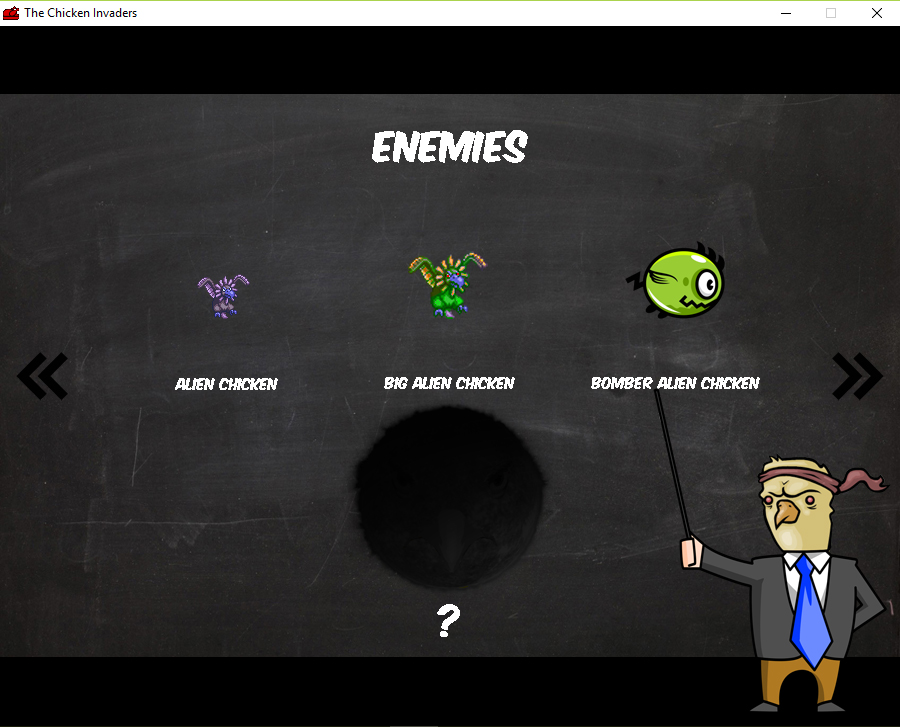 The Chicken Invaders
ENEMIES
ALIEN CHICKEN
BIG ALIEN CHICKEN
BOMBER ALIEN CHICKEN
?